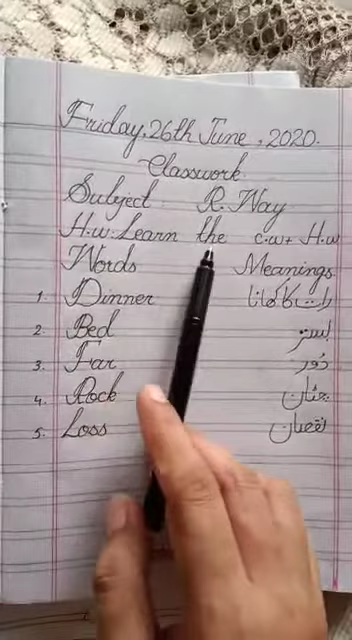 Friday, 26th June, 2020.
Classwork
Subject R. Way
H.w: Learn the c.w + H.w
Words Meanings
1. Dinner رات کا کھانا
2. Bed بستر
3. Far دُور
4. Rock چٹان
5. Loss نقصان